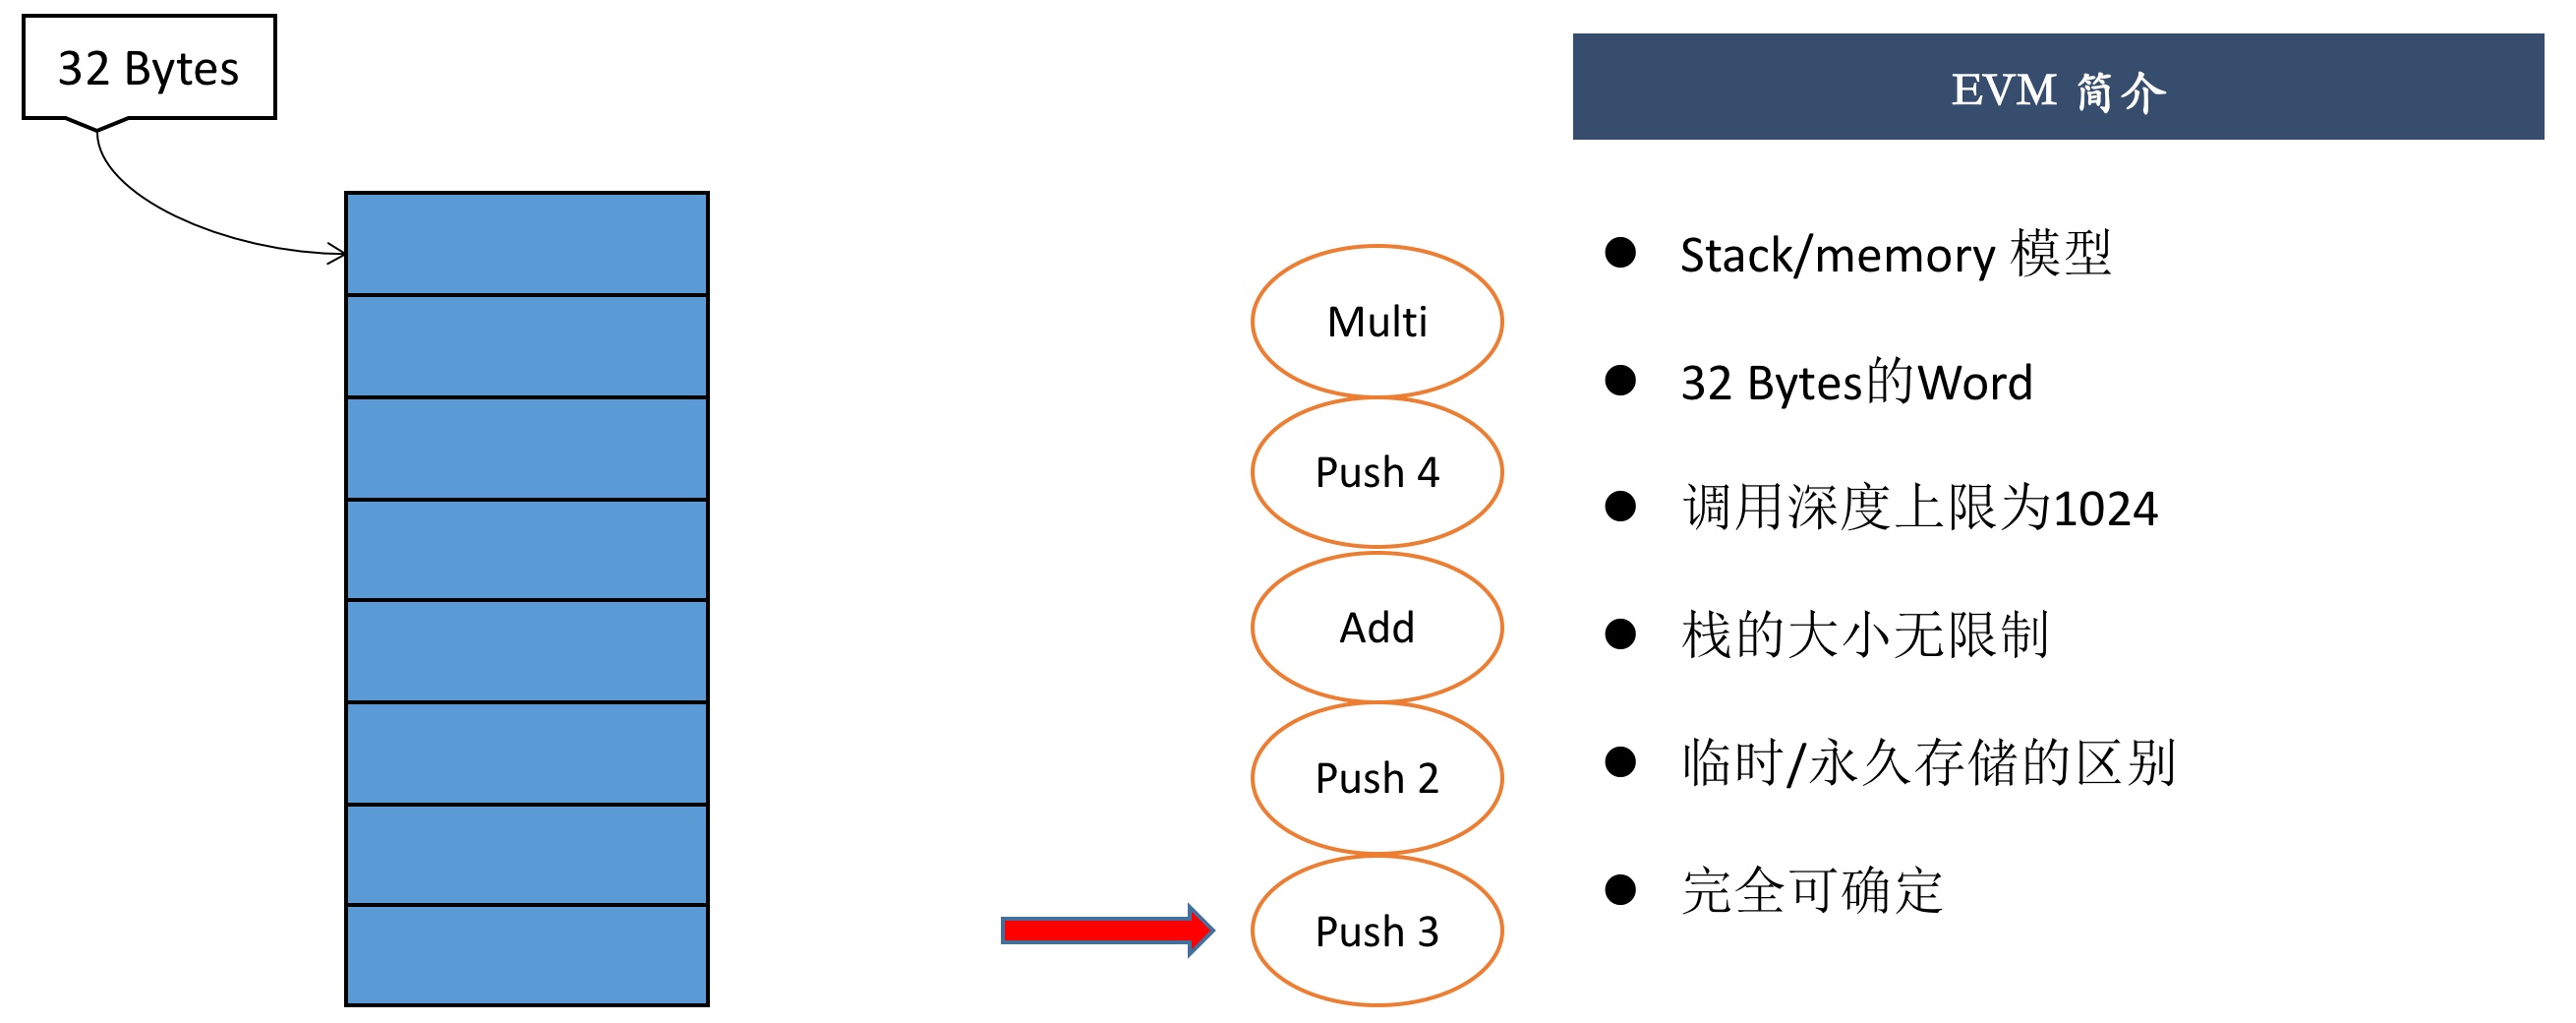 32 Bytes
Multi
Push 4
Add
Push 2
Push 3
EVM 简介
Stack/memory 模型
32 Bytes的Word
调用深度上限为1024
栈的大小无限制
临时/永久存储的区别
完全可确定